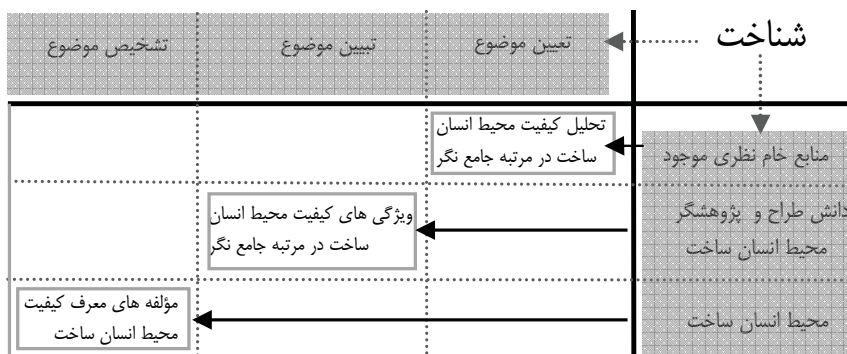 شناخت
تعیین موضوع
تبیین موضوع
تشخیص موضوع
منابع خام نظری موجود
تحلیل کیفیت محیط انسان
ساخت در مرتبه جامع نگر
دانش طراح و پژوهشگر
محیط انسان ساخت
ویژگی های کیفیت محیط انسان
ساخت در مرتبه جامع نگر
محیط انسان ساخت
مؤلفه های معرف کیفیت
محیط انسان ساخت